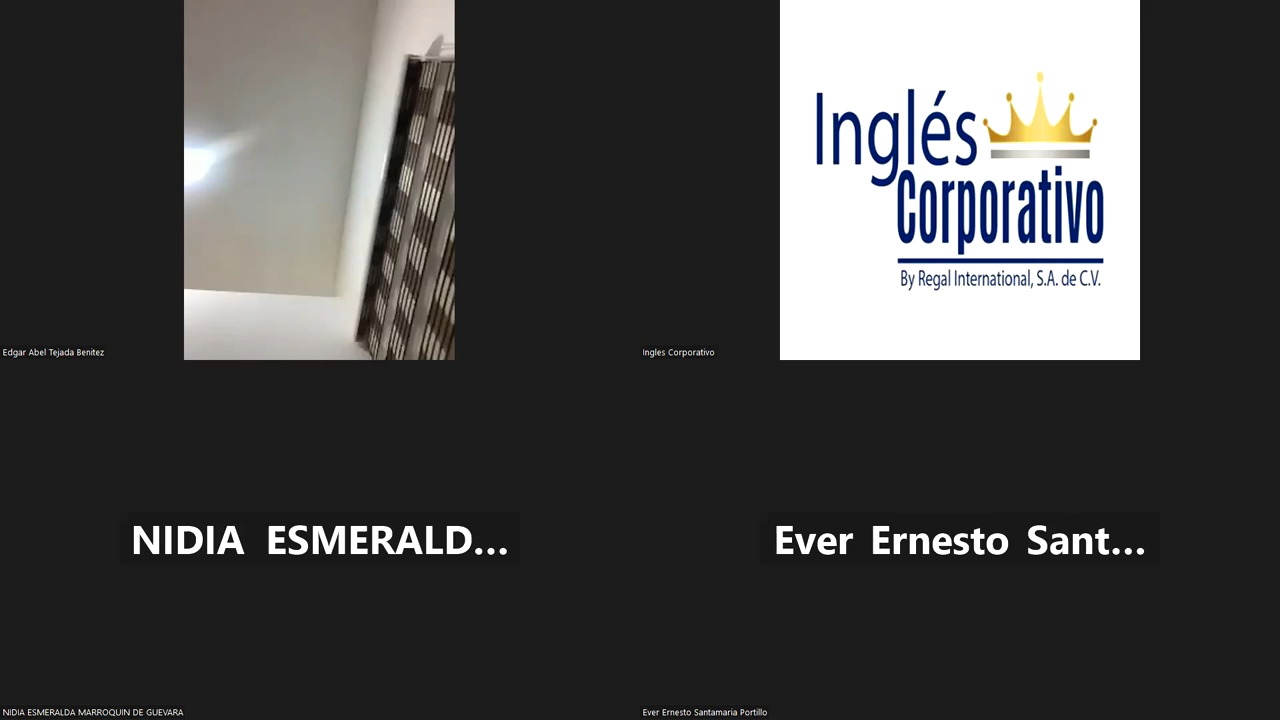 Edgar Abel Tejada Benitez
Inglés
Corporativo
By Regal International, S.A. de C.V.
Ingles Corporativo
NIDIA ESMERALD...
Ever Ernesto Sant...
NIDIA ESMERALDA MARROQUIN DE GUEVARA
Ever Ernesto Santamaria Portillo